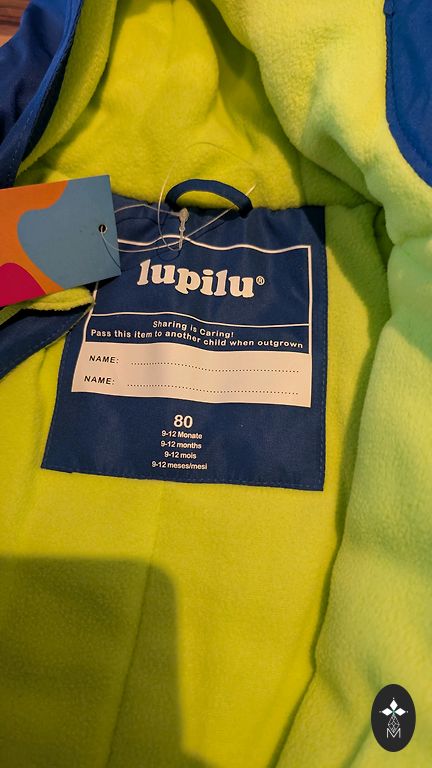 lupilu®
Sharing is Caring!
Pass this item to another child when outgrown
NAME:
NAME:
80
9-12 Monate
9-12 months
9-12 mois
9-12 meses/mesi
M